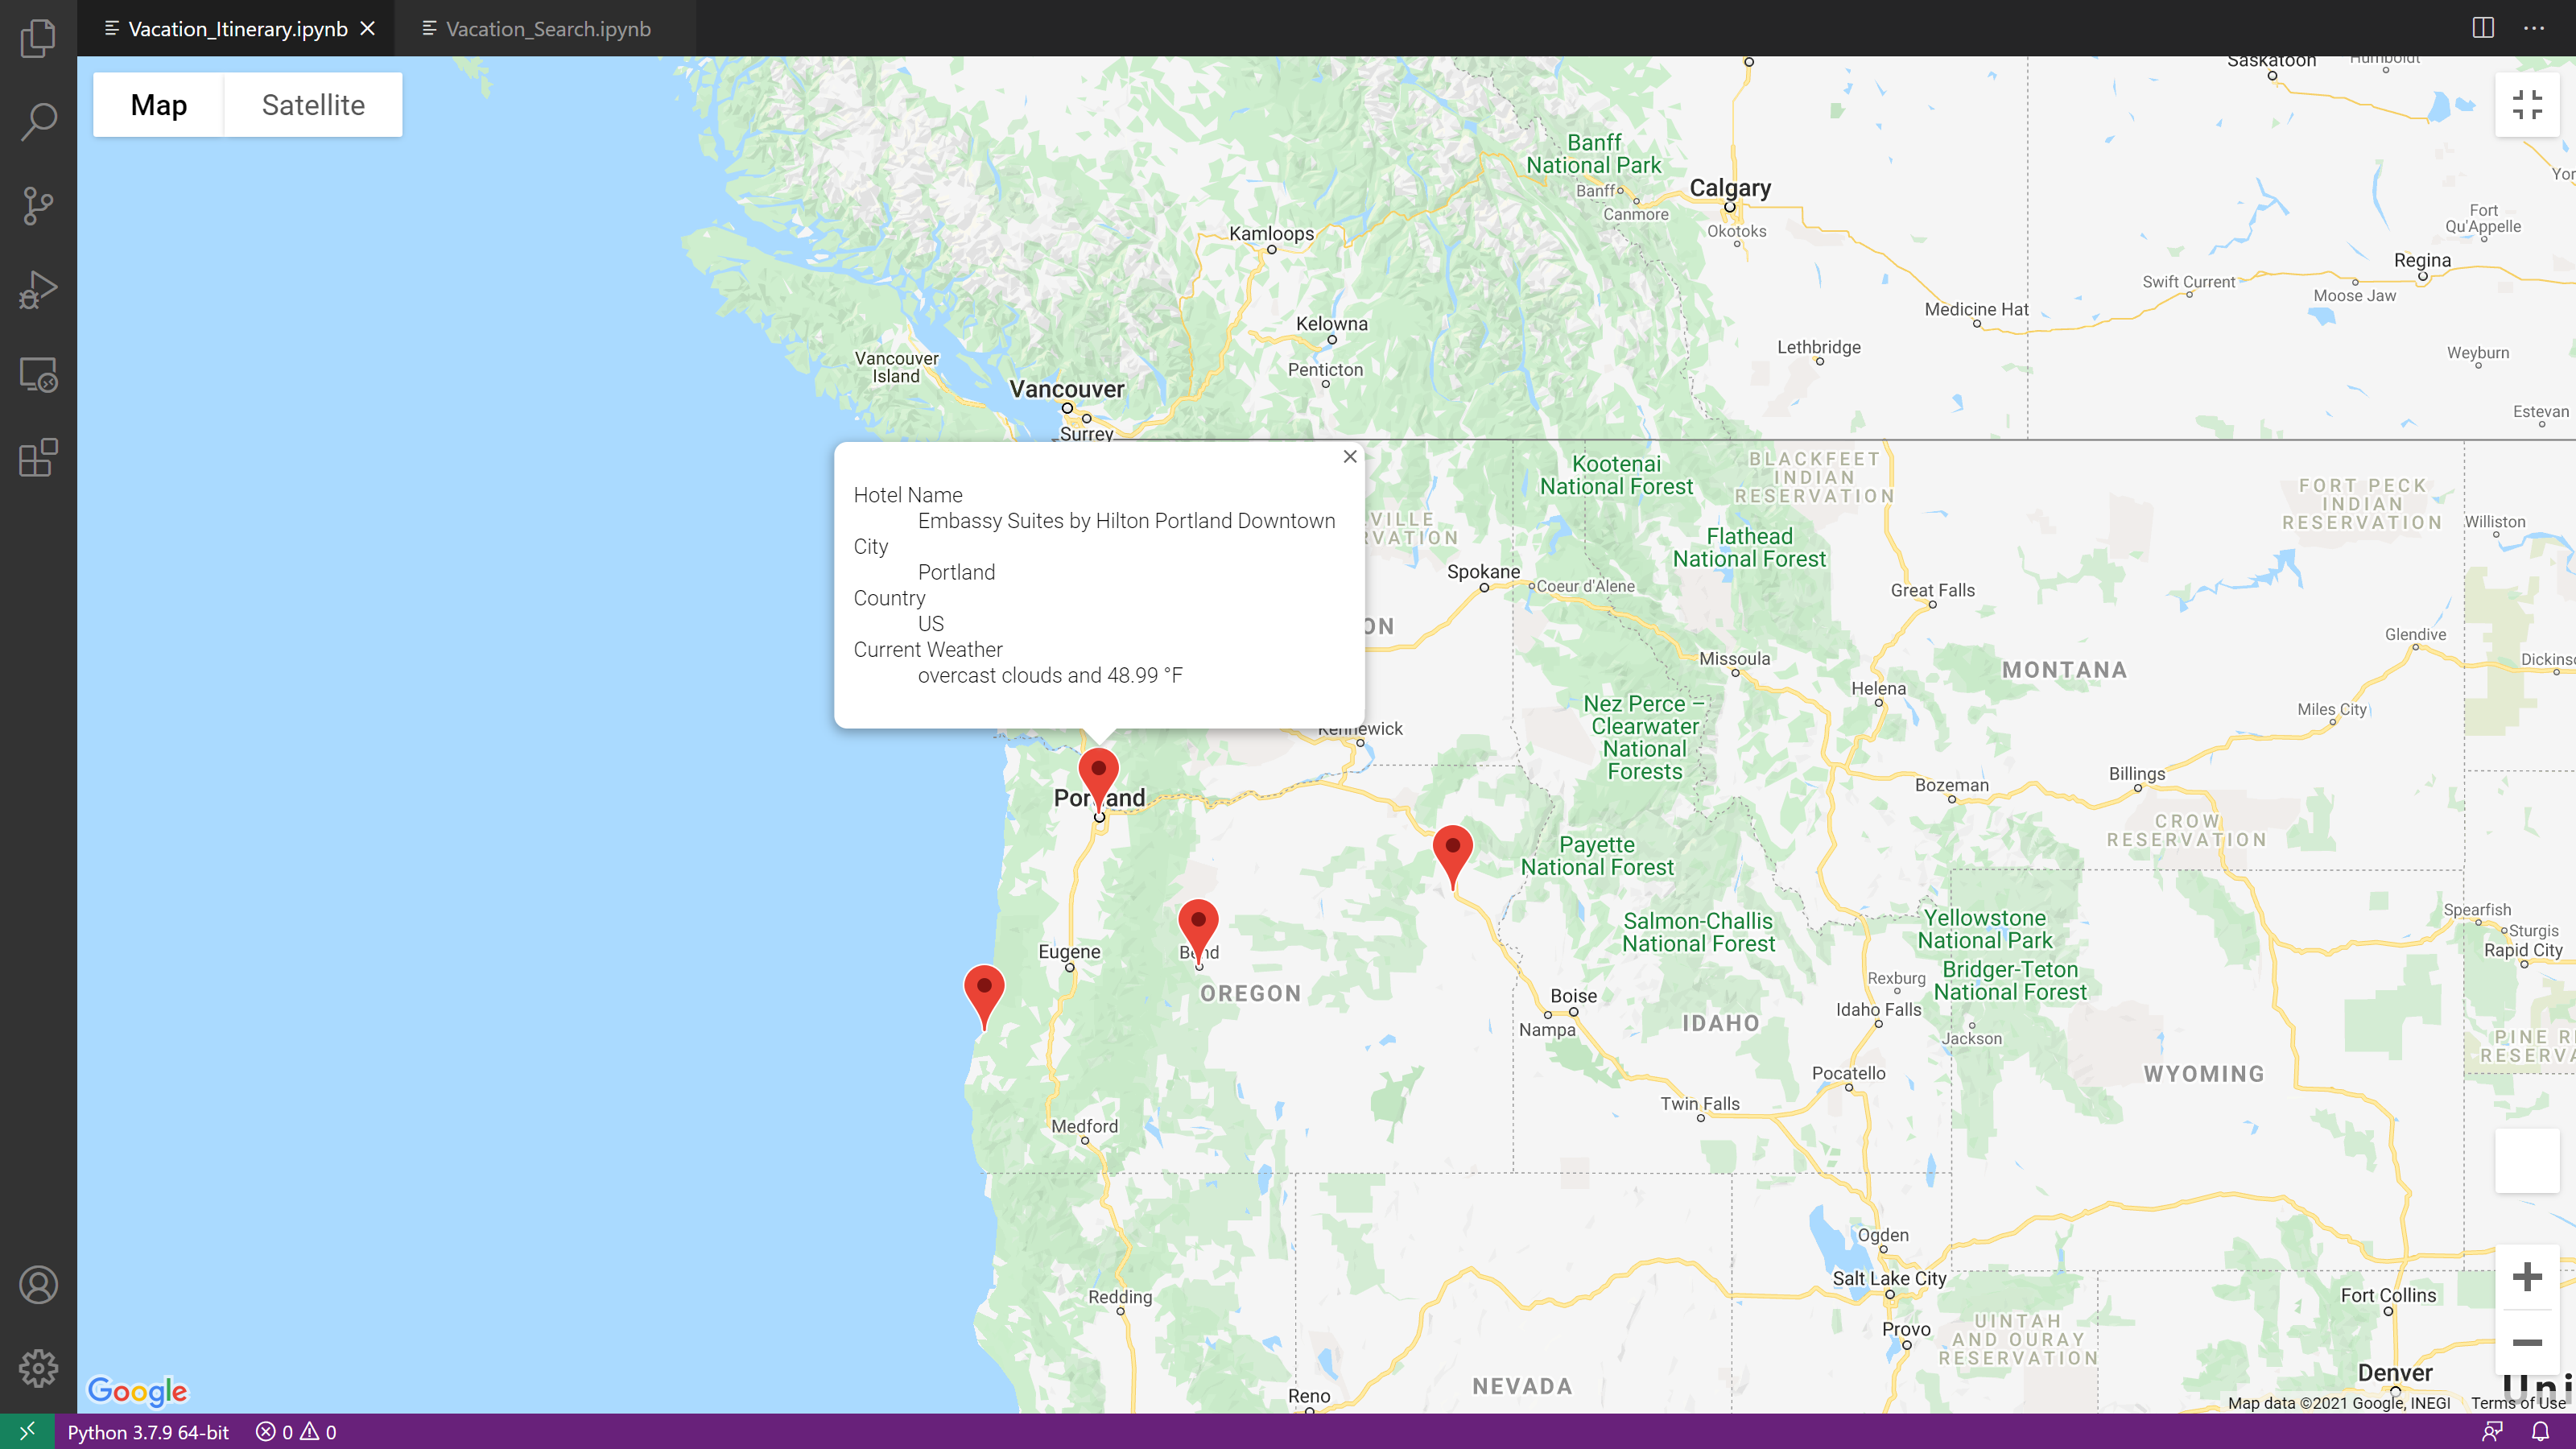 Vacation_Itinerary.ipynb
Vacation_Search.ipynb
Map
Satellite
Saskatoon
Humboldt
Banff
National Park
Banff
Canmore
Calgary
Okotoks
Fort
Qu'Appelle
Kamloops
Regina
Swift Current
Moose Jaw
Medicine Hat
Kelowna
Lethbridge
Weyburn
Vancouver
Island
Penticton
Vancouver
Estevan
Surrey
Hotel Name
Embassy Suites by Hilton Portland Downtown
City
Portland
Country
US
Current Weather
overcast clouds and 48.99 °F
Kootenai
National Forest
BLACKFEET
INDIAN
RESERVATION
FORT PECK
INDIAN
RESERVATION
Williston
Flathead
National Forest
Spokane
Coeur d'Alene
Great Falls
Glendive
Missoula
MONTANA
Helena
Nez Perce –
Clearwater
National
Forests
Miles City
Kennewick
Billings
Bozeman
Portland
CROW
RESERVATION
Payette
National Forest
Salmon-Challis
National Forest
Yellowstone
National Park
Spearfish
Sturgis
Rapid City
Eugene
Bend
OREGON
Bridger-Teton
National Forest
Rexburg
Boise
Nampa
Idaho Falls
IDAHO
Jackson
Pocatello
WYOMING
Twin Falls
Medford
Ogden
Salt Lake City
Redding
Fort Collins
Provo
UINTAH
AND OURAY
RESERVATION
Denver
NEVADA
Reno
Google
Map data ©2021 Google, INEGI
Terms of Use
Python 3.7.9 64-bit
0
0